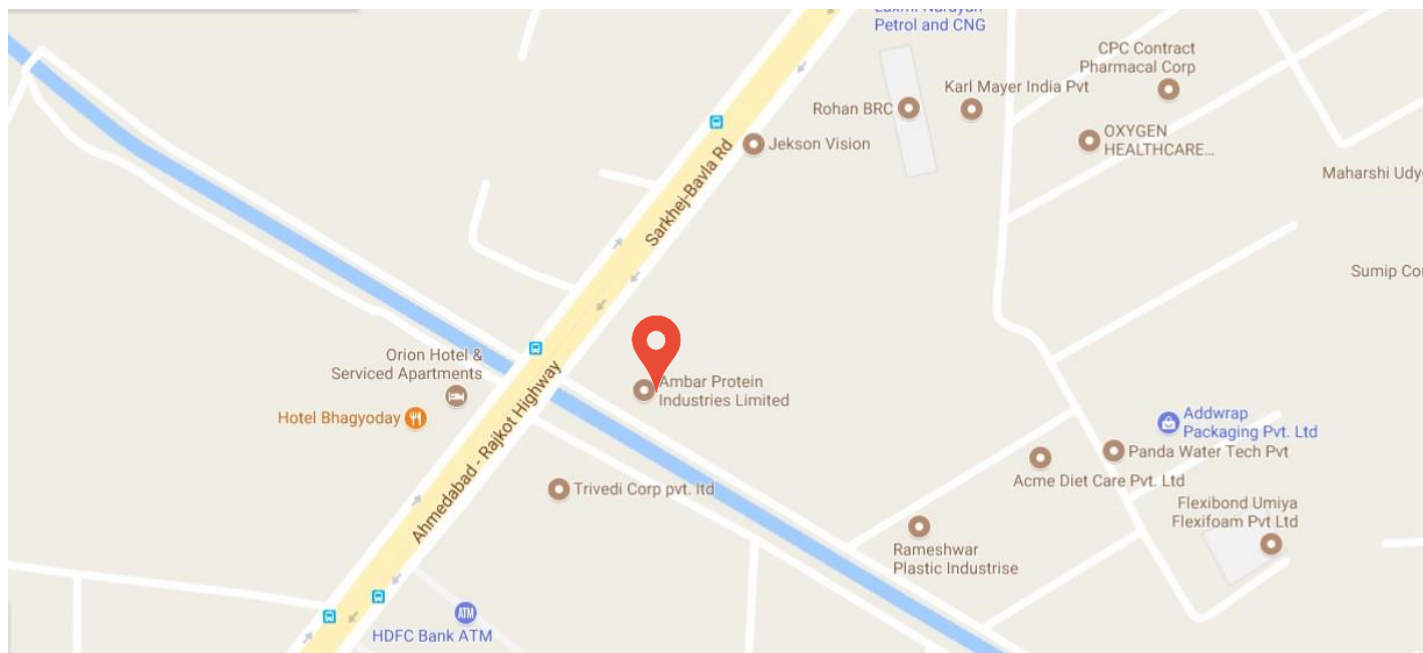 Laxmi Narayan
Petrol and CNG
CPC Contract
Pharmacal Corp
Karl Mayer India Pvt
Rohan BRC
OXYGEN
HEALTHCARE...
Jekson Vision
Maharshi Udy
Sarkhej-Bavla Rd
Sumip Co
Orion Hotel &
Serviced Apartments
Hotel Bhagyoday
Ambar Protein
Industries Limited
Ahmedabad - Rajkot Highway
Addwrap
Packaging Pvt. Ltd
Panda Water Tech Pvt
Acme Diet Care Pvt. Ltd
Trivedi Corp pvt. ltd
Flexibond Umiya
Flexifoam Pvt Ltd
Rameshwar
Plastic Industrise
ATM
HDFC Bank ATM